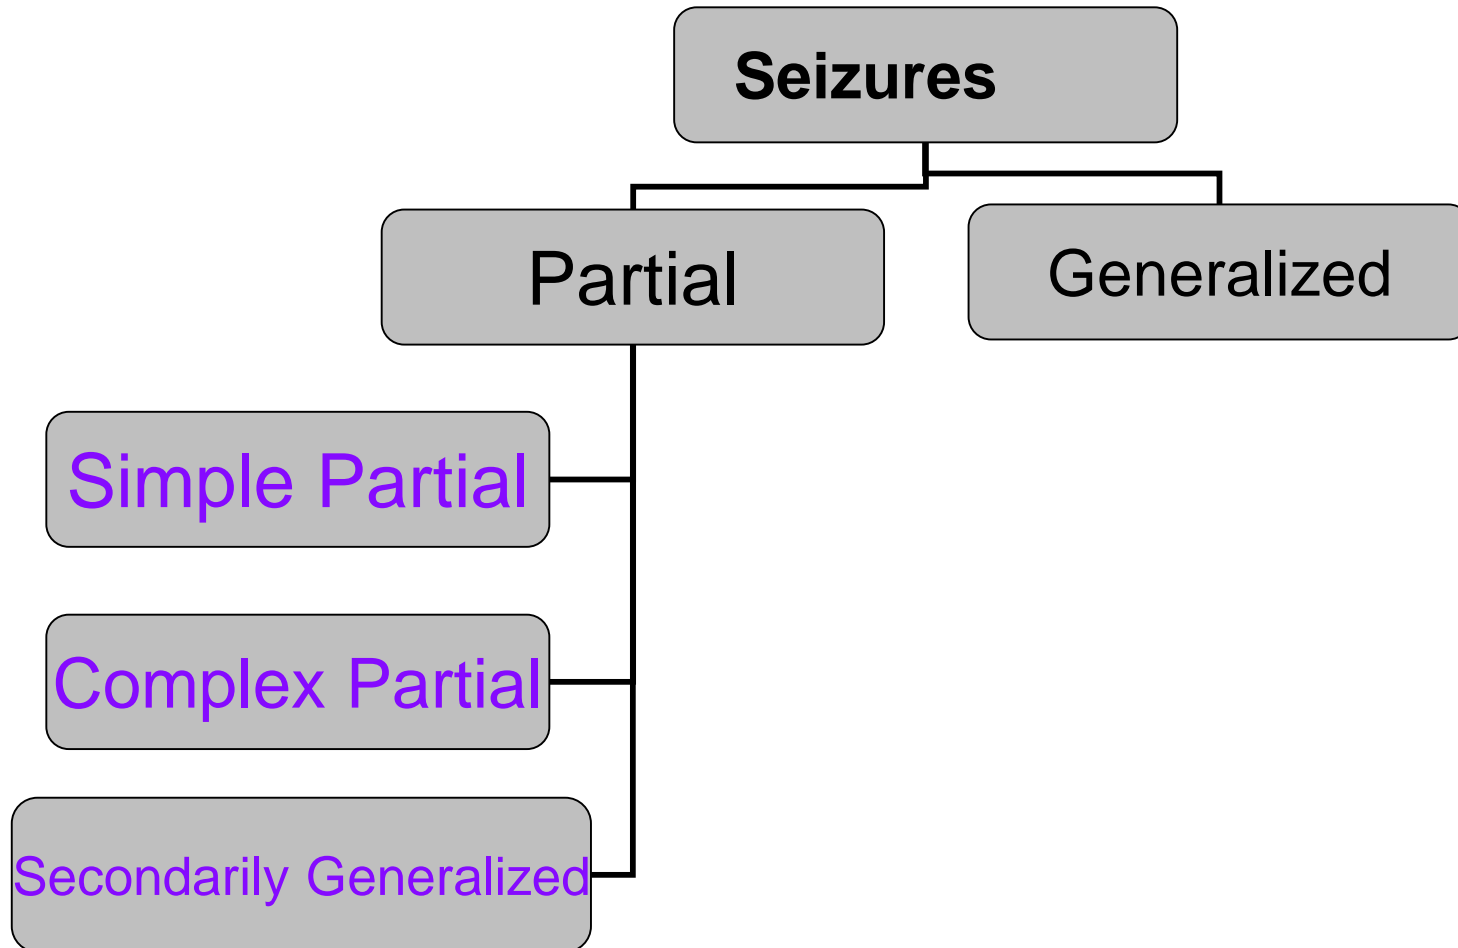 Seizures
Partial
Generalized
Simple Partial
Complex Partial
Secondarily Generalized